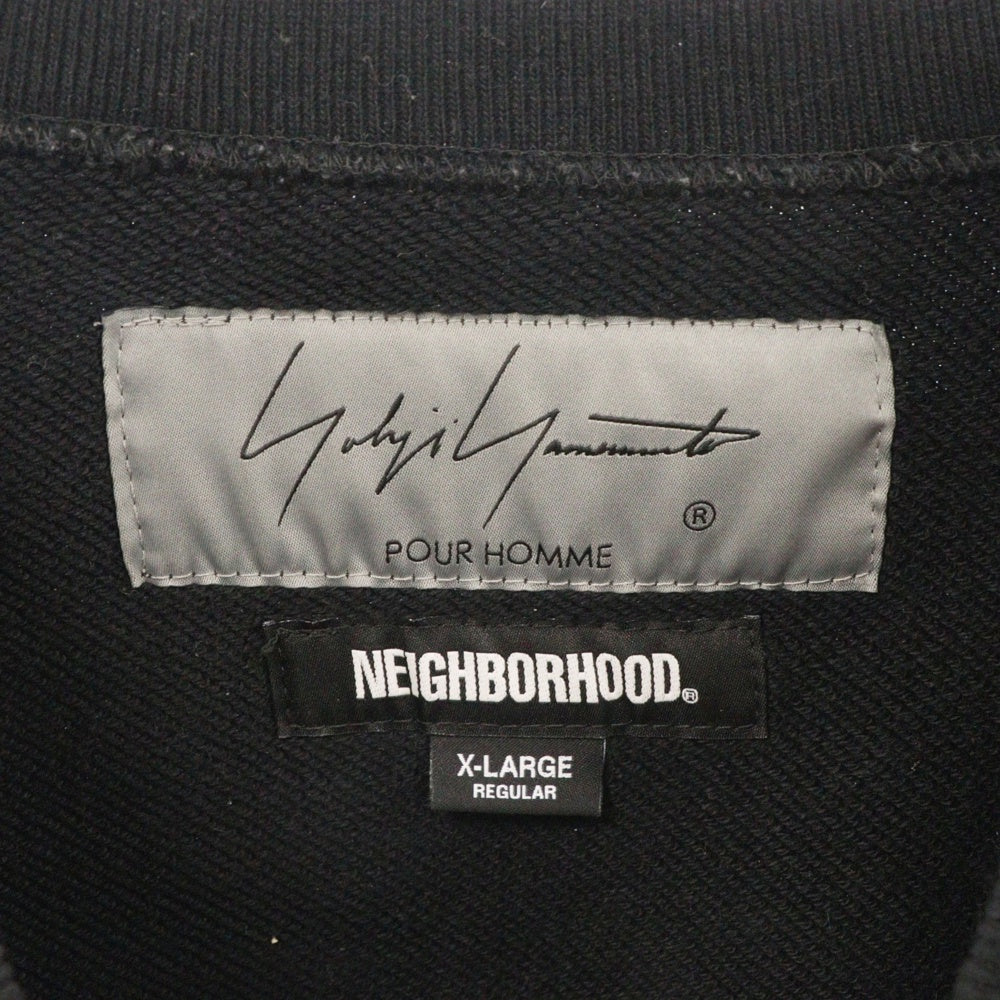 Yohji Yamamoto
®
POUR HOMME
NEIGHBORHOOD®
X-LARGE
REGULAR